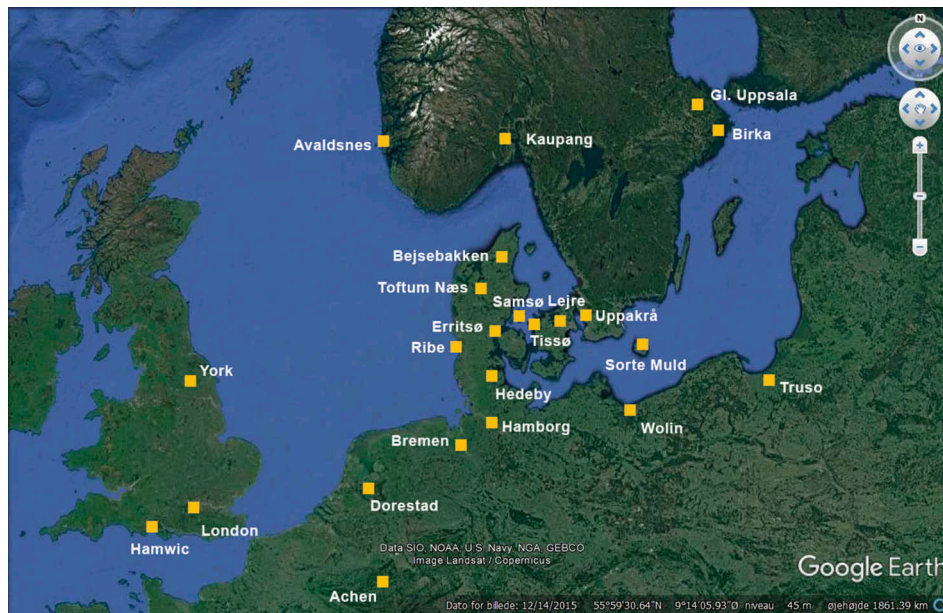 N
Gl. Uppsala
Birka
Avaldsnes
Kaupang
Bejsebakken
Toftum Næs
Samsø
Lejre
Uppakrå
Erritsø
Tissø
Ribe
Sorte Muld
York
Hedeby
Truso
Hamborg
Wolin
Bremen
Dorestad
London
Hamwic
Data SIO, NOAA, U.S. Navy, NGA, GEBCO
Image Landsat / Copernicus
Google Earth
Achen
Dato for billede: 12/14/2015 55°59'30.64"N 9°14'05.93"Ø niveau 45 m øjehøjde 1861.39 km